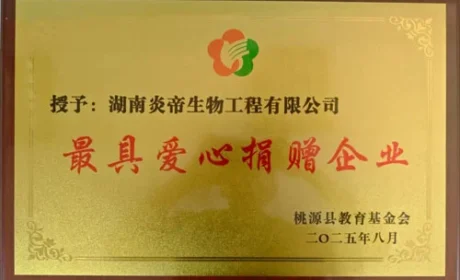 授予：湖南炎帝生物工程有限公司
最具爱心捐赠企业
桃源县教育基金会
二〇二五年八月